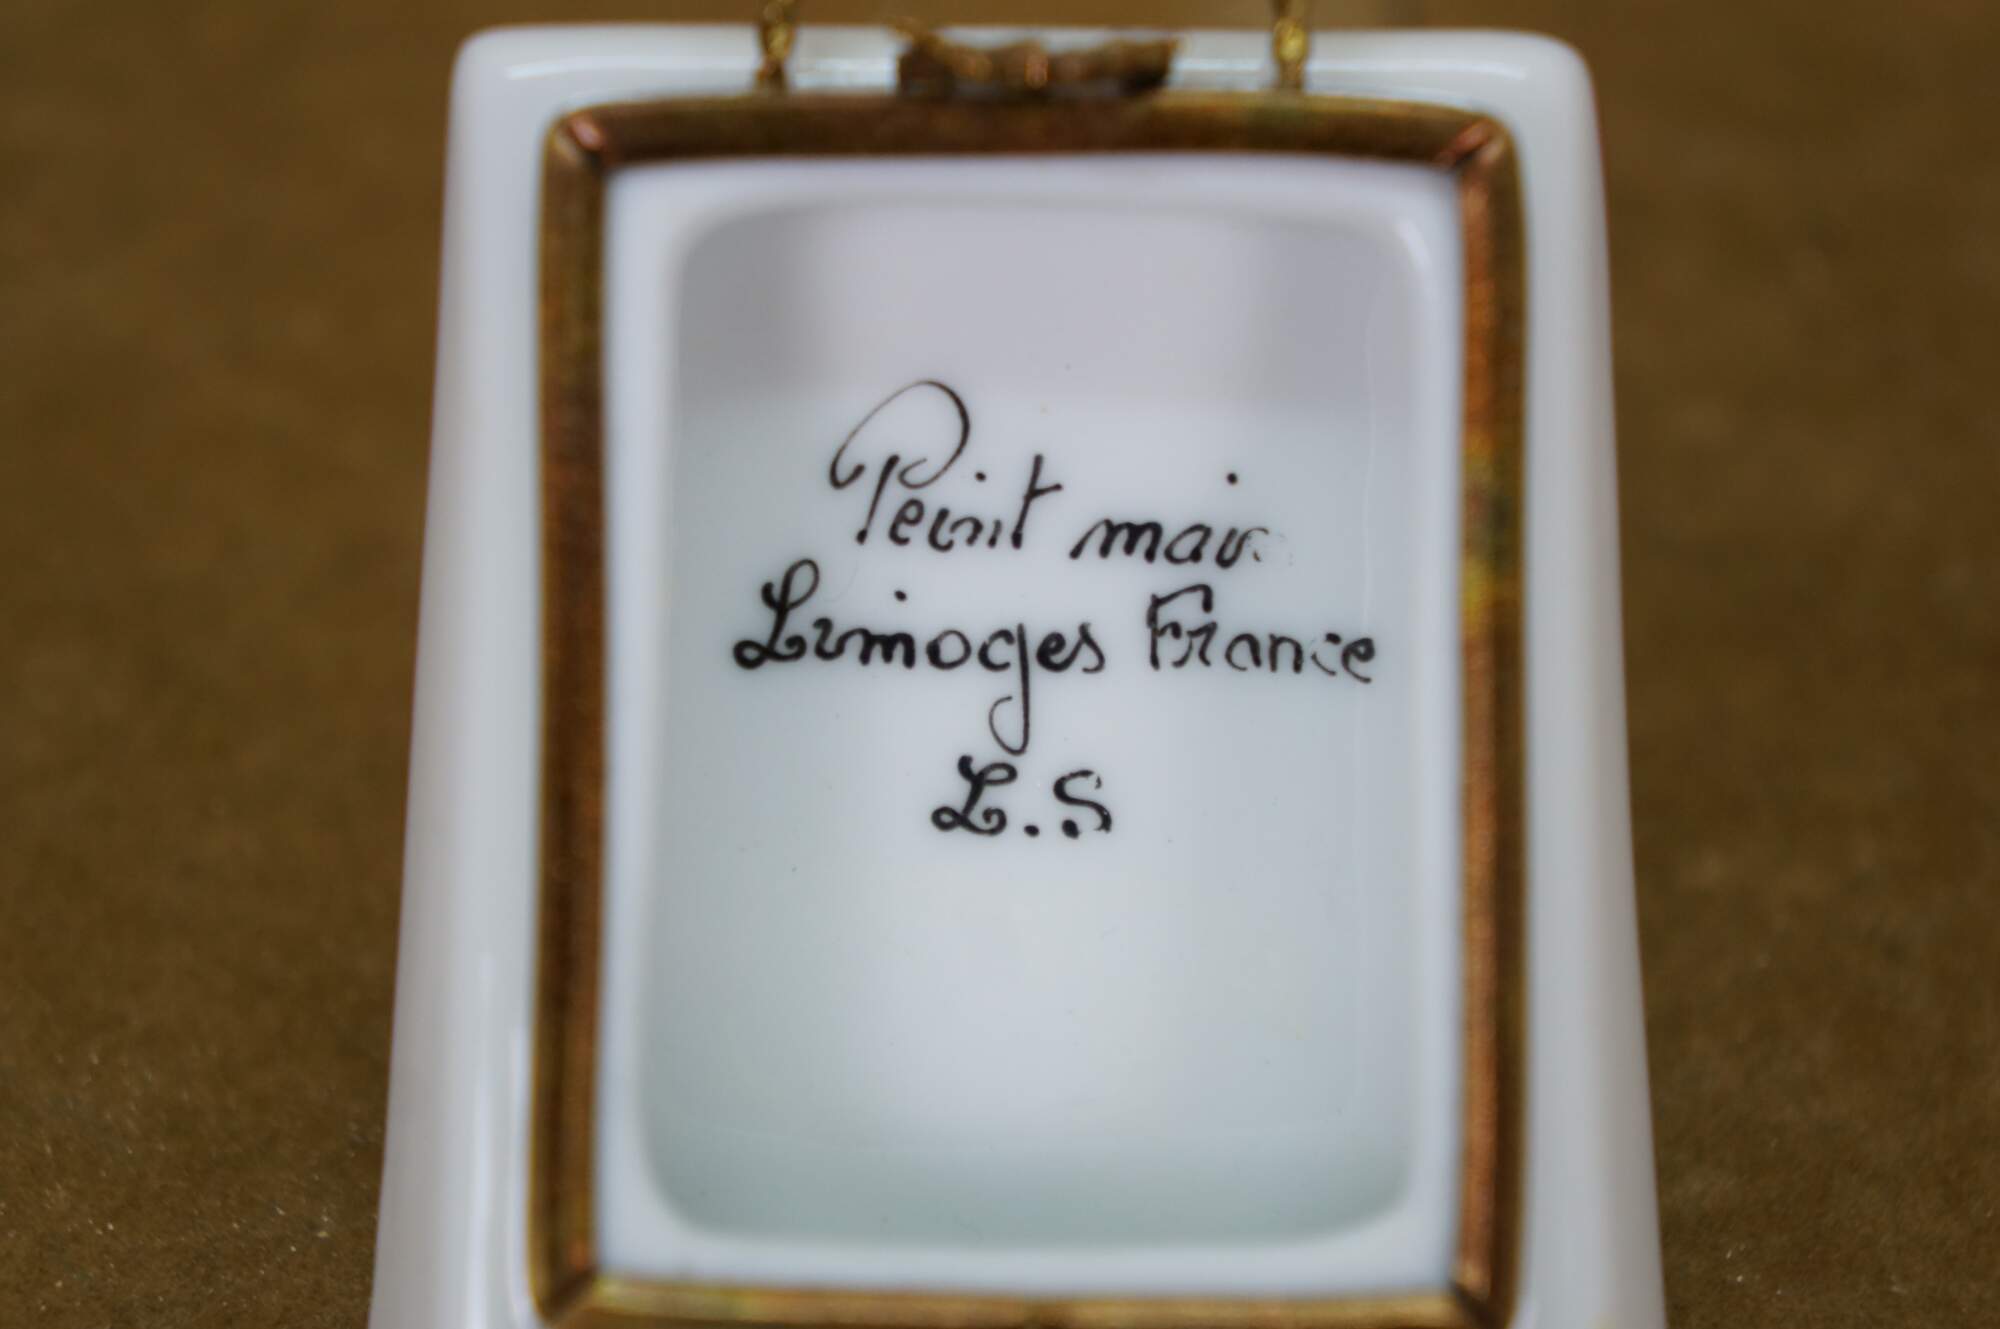 Peint main
Limoges France
L.S